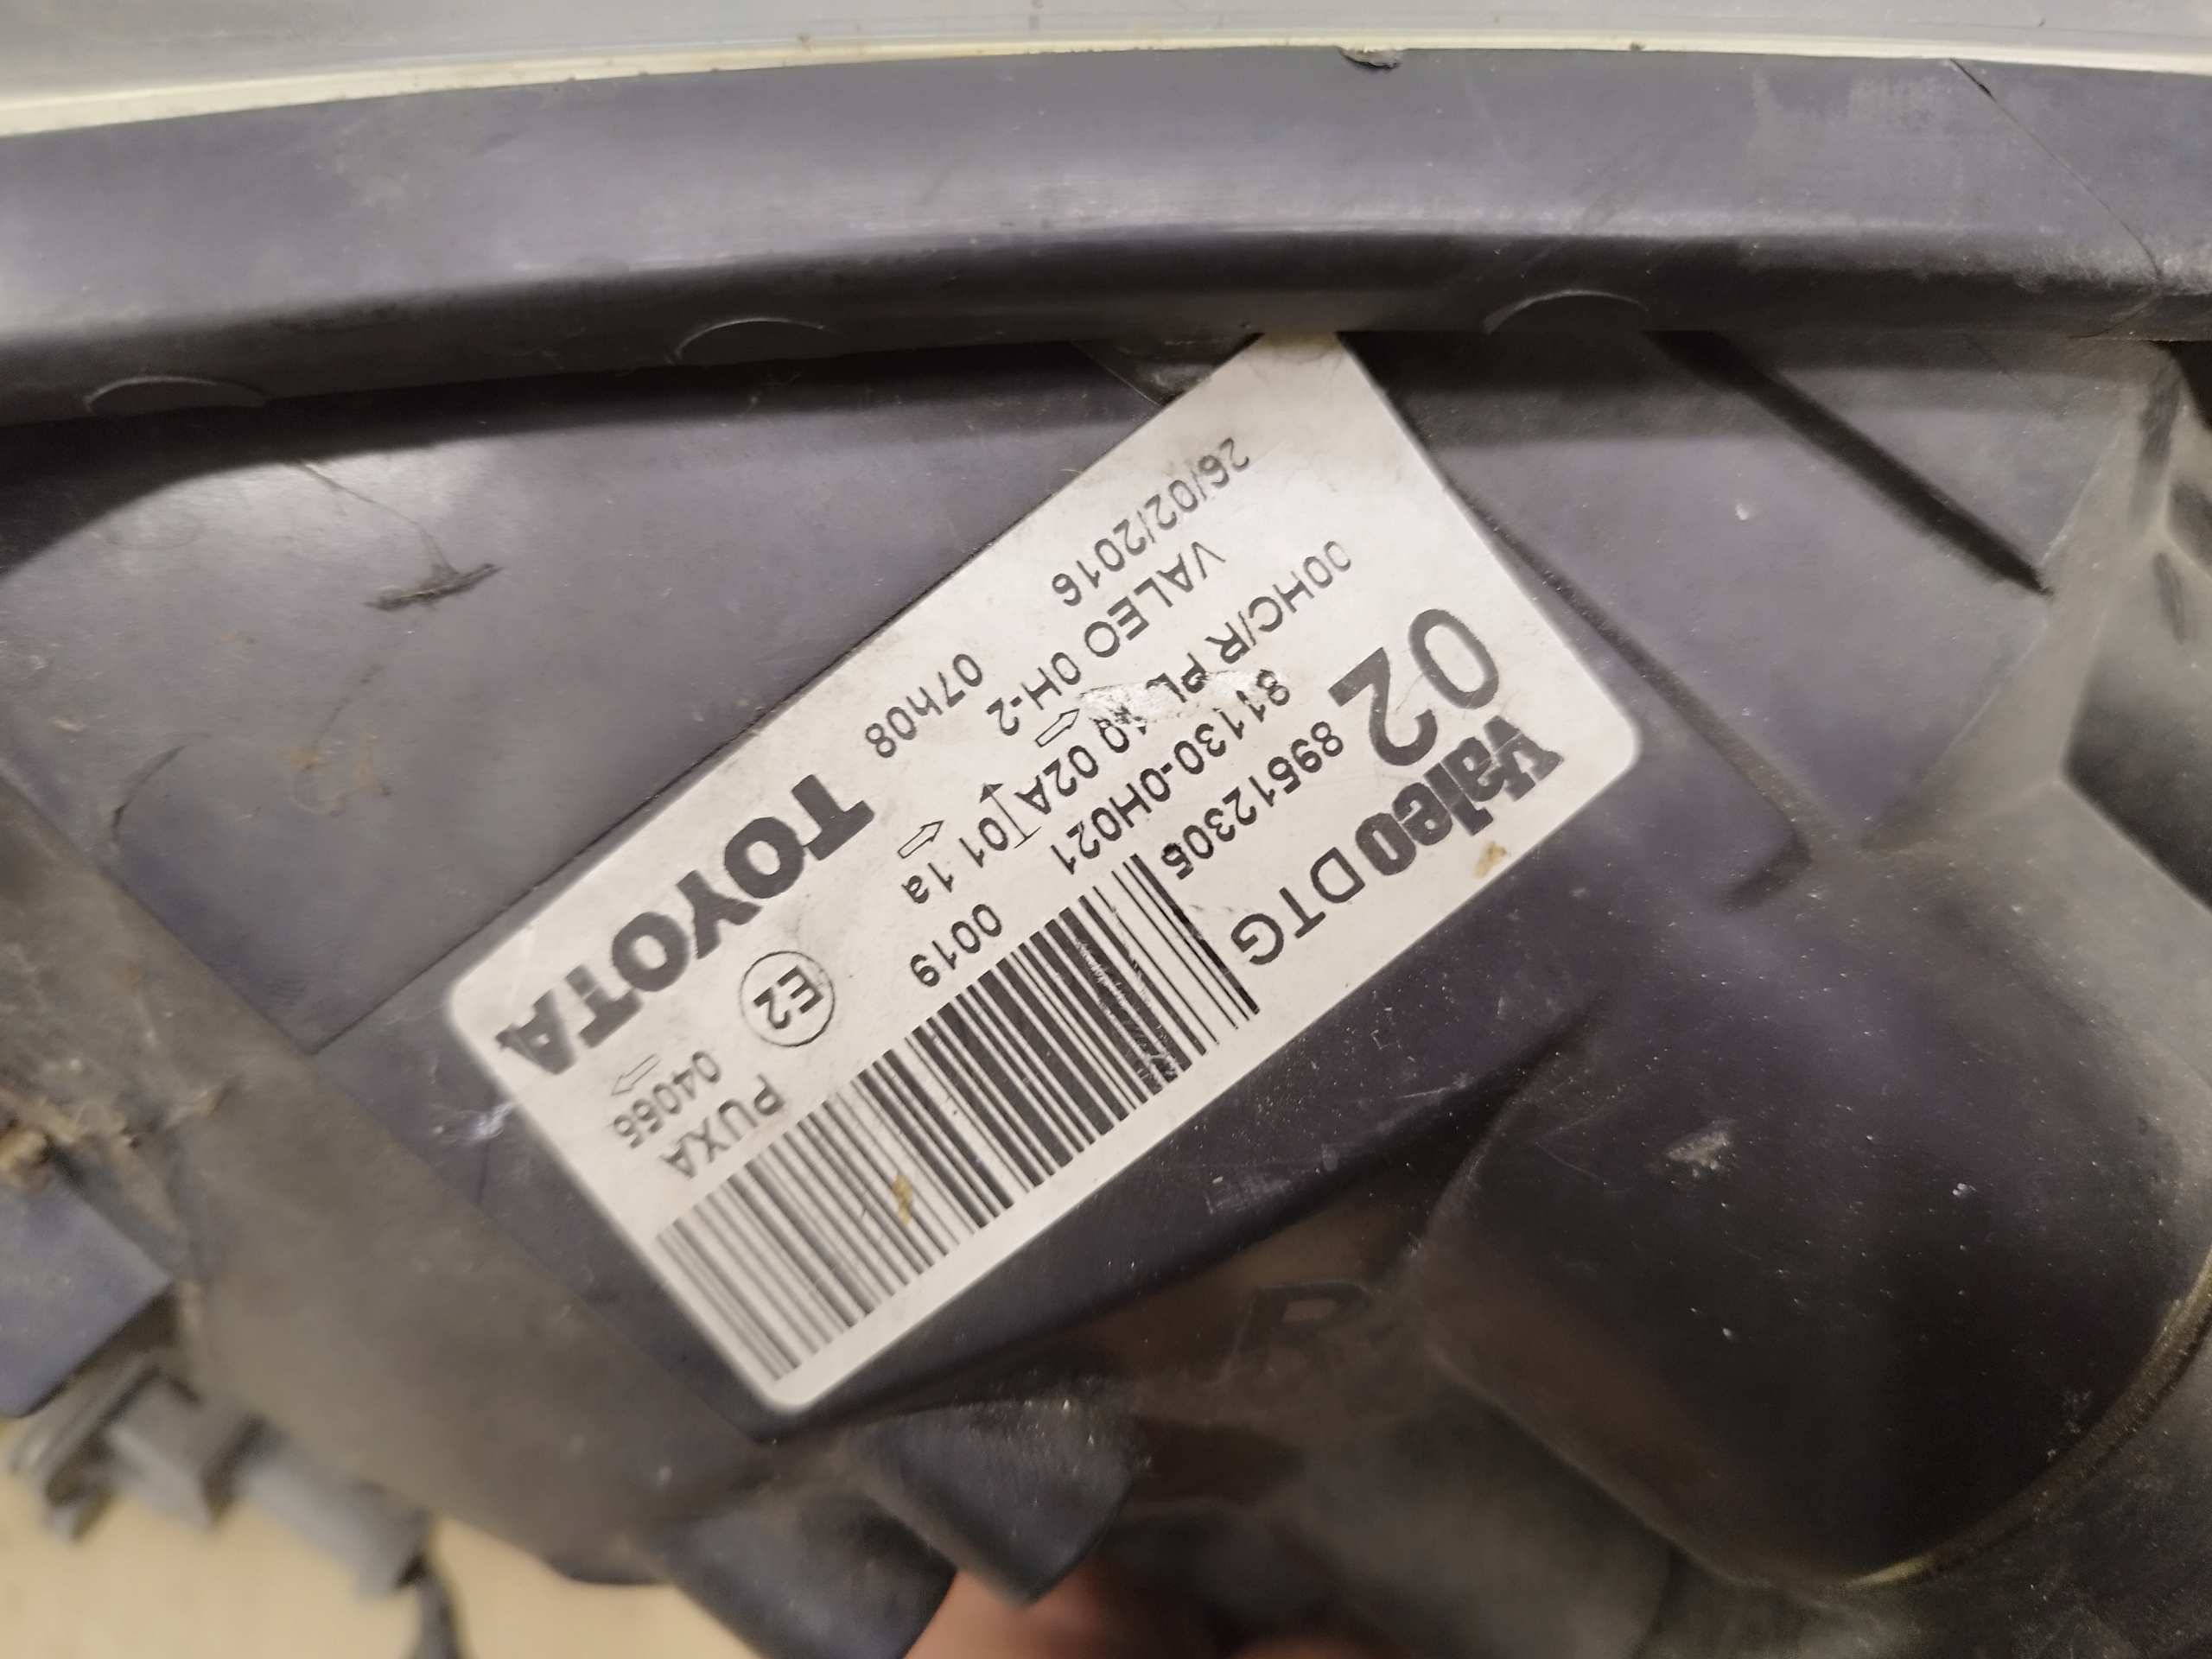 Valeo DTG
02 89512305
81130-0H021 0019
00HC/R PL 02A 01 1a E2 PUXA
VALEO 0H-2 04066
26/02/2016 07h08
TOYOTA